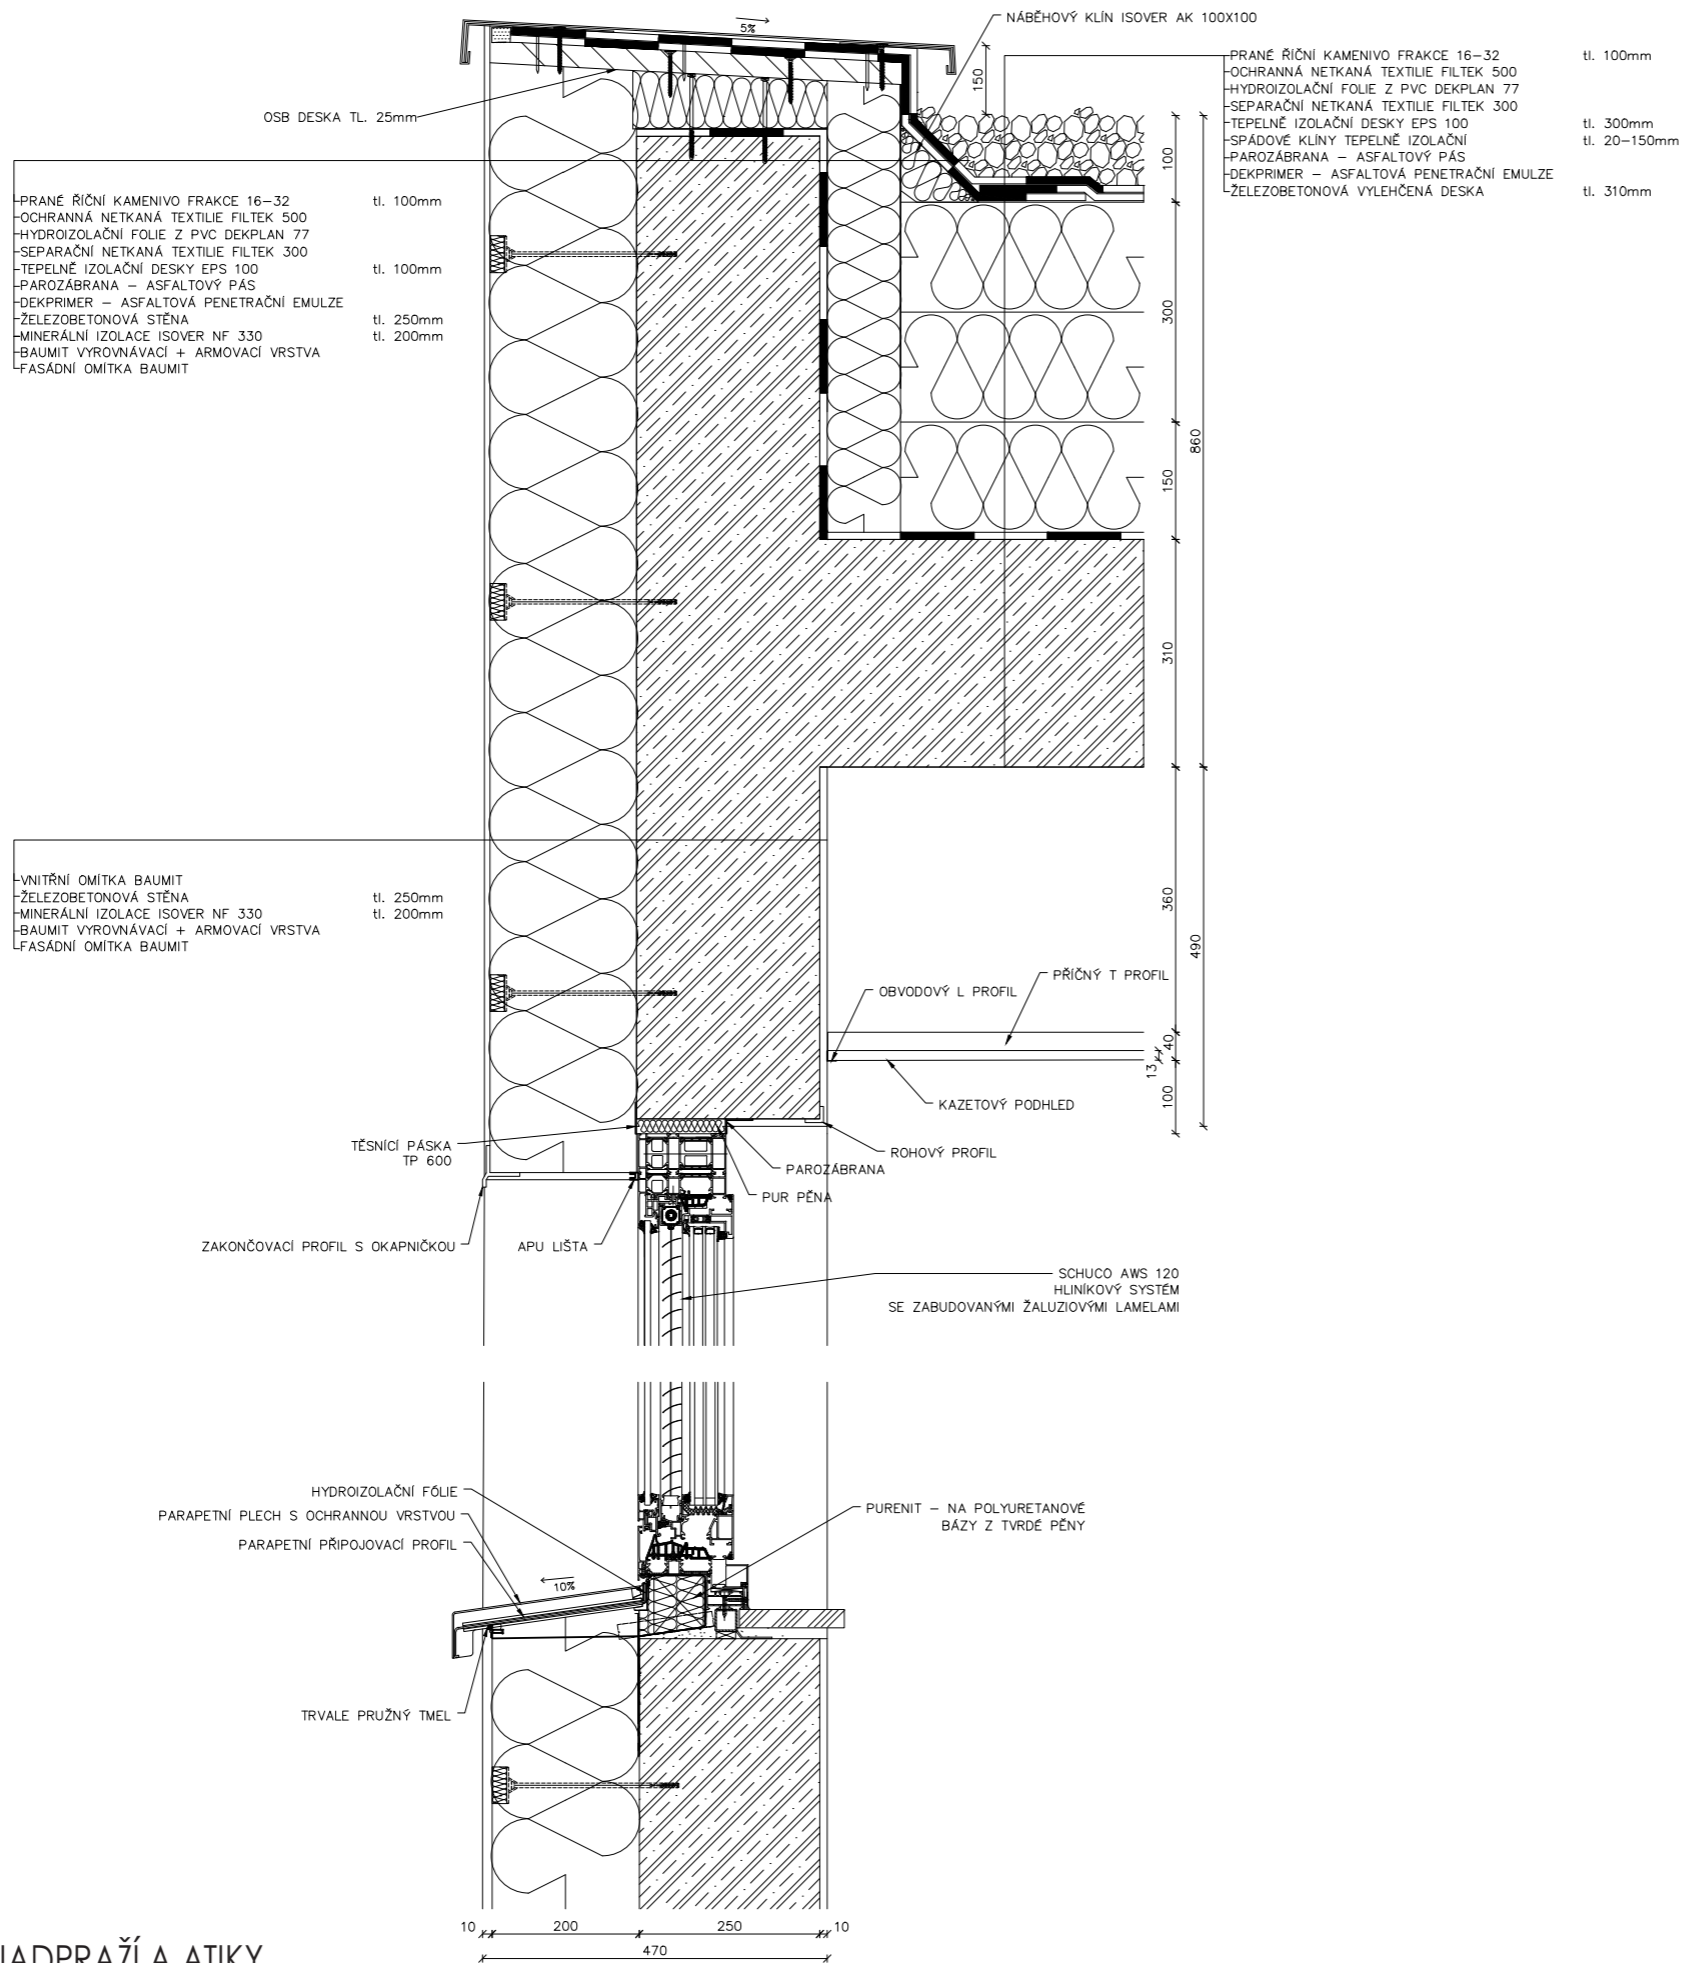 NÁBĚHOVÝ KLÍN ISOVER AK 100X100
5%
PRANÉ ŘÍČNÍ KAMENIVO FRAKCE 16-32 tl. 100mm
OCHRANNÁ NETKANÁ TEXTILIE FILTEK 500
HYDROIZOLAČNÍ FOLIE Z PVC DEKPLAN 77
SEPARAČNÍ NETKANÁ TEXTILIE FILTEK 300
TEPELNĚ IZOLAČNÍ DESKY EPS 100 tl. 300mm
SPÁDOVÉ KLÍNY TEPELNĚ IZOLAČNÍ tl. 20-150mm
PAROZÁBRANA - ASFALTOVÝ PÁS
DEKPRIMER - ASFALTOVÁ PENETRAČNÍ EMULZE
ŽELEZOBETONOVÁ VYLEHČENÁ DESKA tl. 310mm
150
OSB DESKA TL. 25mm
100
PRANÉ ŘÍČNÍ KAMENIVO FRAKCE 16-32 tl. 100mm
OCHRANNÁ NETKANÁ TEXTILIE FILTEK 500
HYDROIZOLAČNÍ FOLIE Z PVC DEKPLAN 77
SEPARAČNÍ NETKANÁ TEXTILIE FILTEK 300
TEPELNĚ IZOLAČNÍ DESKY EPS 100 tl. 100mm
PAROZÁBRANA - ASFALTOVÝ PÁS
DEKPRIMER - ASFALTOVÁ PENETRAČNÍ EMULZE
ŽELEZOBETONOVÁ STĚNA tl. 250mm
MINERÁLNÍ IZOLACE ISOVER NF 330 tl. 200mm
BAUMIT VYROVNÁVACÍ + ARMOVACÍ VRSTVA
FASÁDNÍ OMÍTKA BAUMIT
300
860
150
310
VNITŘNÍ OMÍTKA BAUMIT
ŽELEZOBETONOVÁ STĚNA tl. 250mm
MINERÁLNÍ IZOLACE ISOVER NF 330 tl. 200mm
BAUMIT VYROVNÁVACÍ + ARMOVACÍ VRSTVA
FASÁDNÍ OMÍTKA BAUMIT
360
490
PŘÍČNÝ T PROFIL
OBVODOVÝ L PROFIL
40
13
100
KAZETOVÝ PODHLED
TĚSNÍCÍ PÁSKA
TP 600
ROHOVÝ PROFIL
PAROZÁBRANA
PUR PĚNA
ZAKONČOVACÍ PROFIL S OKAPNIČKOU
APU LIŠTA
SCHUCO AWS 120
HLINÍKOVÝ SYSTÉM
SE ZABUDOVANÝMI ŽALUZIOVÝMI LAMELAMI
HYDROIZOLAČNÍ FÓLIE
PARAPETNÍ PLECH S OCHRANNOU VRSTVOU
PARAPETNÍ PŘIPOJOVACÍ PROFIL
PURENIT - NA POLYURETANOVÉ
BÁZY Z TVRDÉ PĚNY
10%
TRVALE PRUŽNÝ TMEL
10 200 250 10
470
NADPRAŽÍ A ATIKY